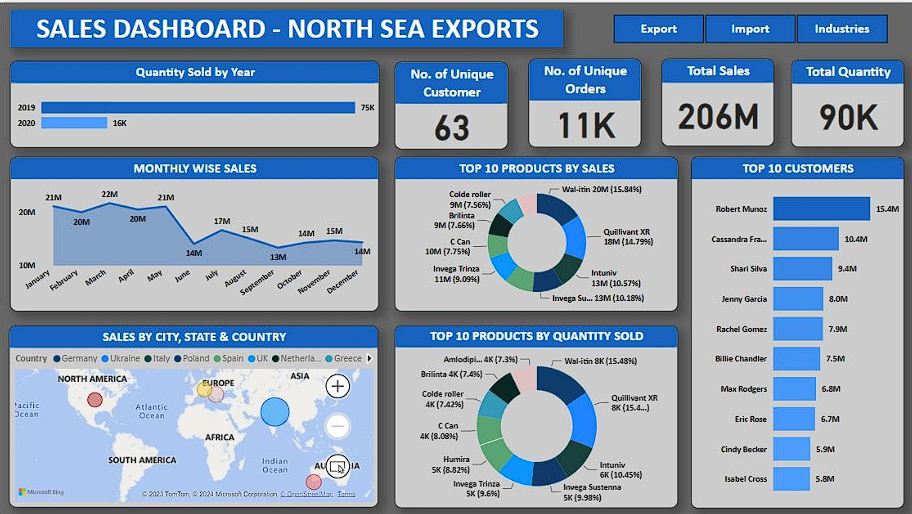 SALES DASHBOARD - NORTH SEA EXPORTS
Export
Import
Industries
Quantity Sold by Year
2019
75K
2020
16K
No. of Unique
Customer
63
No. of Unique
Orders
11K
Total Sales
206M
Total Quantity
90K
MONTHLY WISE SALES
20M
10M
21M
20M
22M
20M
21M
14M
17M
15M
13M
14M
15M
14M
January
February
March
April
May
June
July
August
September
October
November
December
TOP 10 PRODUCTS BY SALES
Wal-itin 20M (15.84%)
Quillivant XR
18M (14.79%)
Intuniv
13M (10.57%)
Invega Su... 13M (10.18%)
Invega Trinza
11M (9.09%)
C Can
10M (7.75%)
Brilinta
9M (7.66%)
Colde roller
9M (7.56%)
TOP 10 CUSTOMERS
Robert Munoz
15.4M
Cassandra Fra...
10.4M
Shari Silva
9.4M
Jenny Garcia
8.0M
Rachel Gomez
7.9M
Billie Chandler
7.5M
Max Rodgers
6.8M
Eric Rose
6.7M
Cindy Becker
5.9M
Isabel Cross
5.8M
SALES BY CITY, STATE & COUNTRY
Country Germany Ukraine Italy Poland Spain UK Netherla... Greece
NORTH AMERICA
EUROPE
ASIA
Pacific
Ocean
Atlantic
Ocean
AFRICA
SOUTH AMERICA
Indian
Ocean
Microsoft Bing
© 2023 TomTom, © 2024 Microsoft Corporation, © OpenStreetMap Terms
TOP 10 PRODUCTS BY QUANTITY SOLD
Wal-itin 8K (15.48%)
Quillivant XR
8K (15.4...)
Intuniv
6K (10.45%)
Invega Sustenna
5K (9.98%)
Invega Trinza
5K (9.6%)
Humira
5K (8.82%)
C Can
4K (8.08%)
Colde roller
4K (7.42%)
Brilinta 4K (7.4%)
Amlodipi... 4K (7.3%)